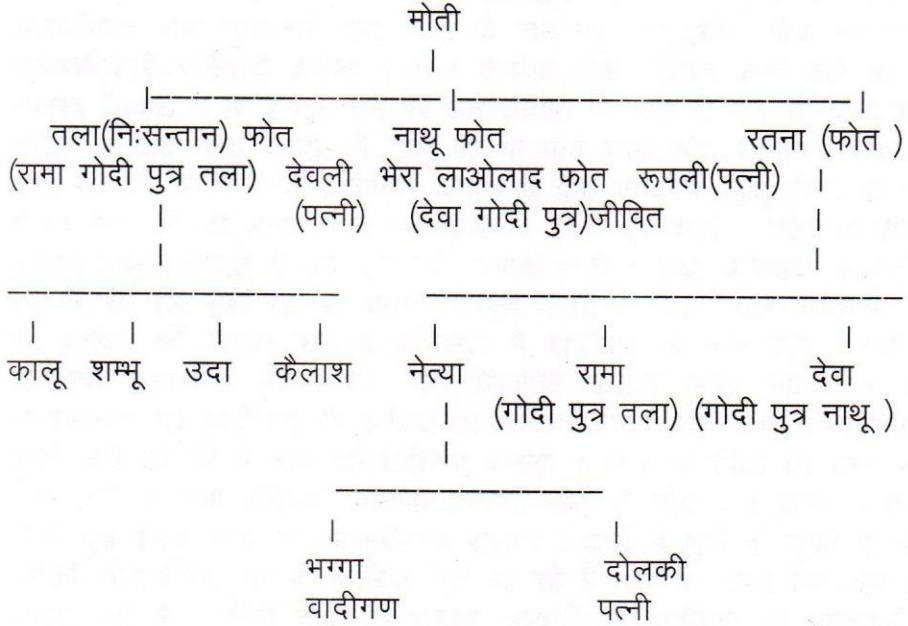 मोती
तला(निःसन्तान) फोत नाथू फोत रतना (फोत )
(रामा गोदी पुत्र तला) देवली भेरा लाओलाद फोत रूपली(पत्नी)
(पत्नी) (देवा गोदी पुत्र)जीवित
कालू शम्भू उदा कैलाश नेत्या रामा देवा
(गोदी पुत्र तला) (गोदी पुत्र नाथू )
भग्गा दोलकी
वादीगण पत्नी